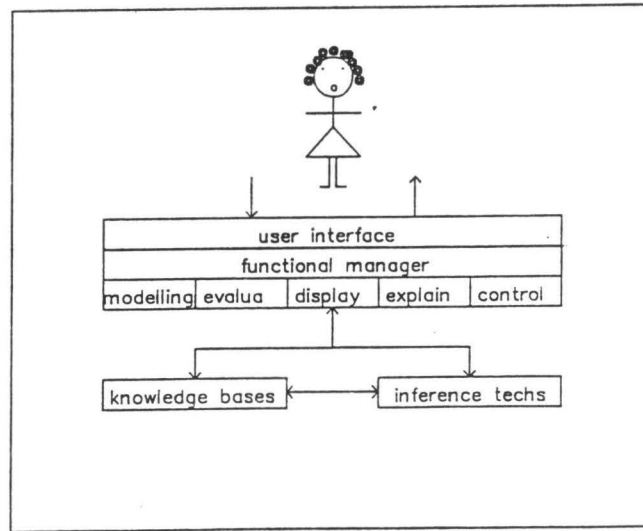 user interface
functional manager
modelling evalua display explain control
knowledge bases inference techs